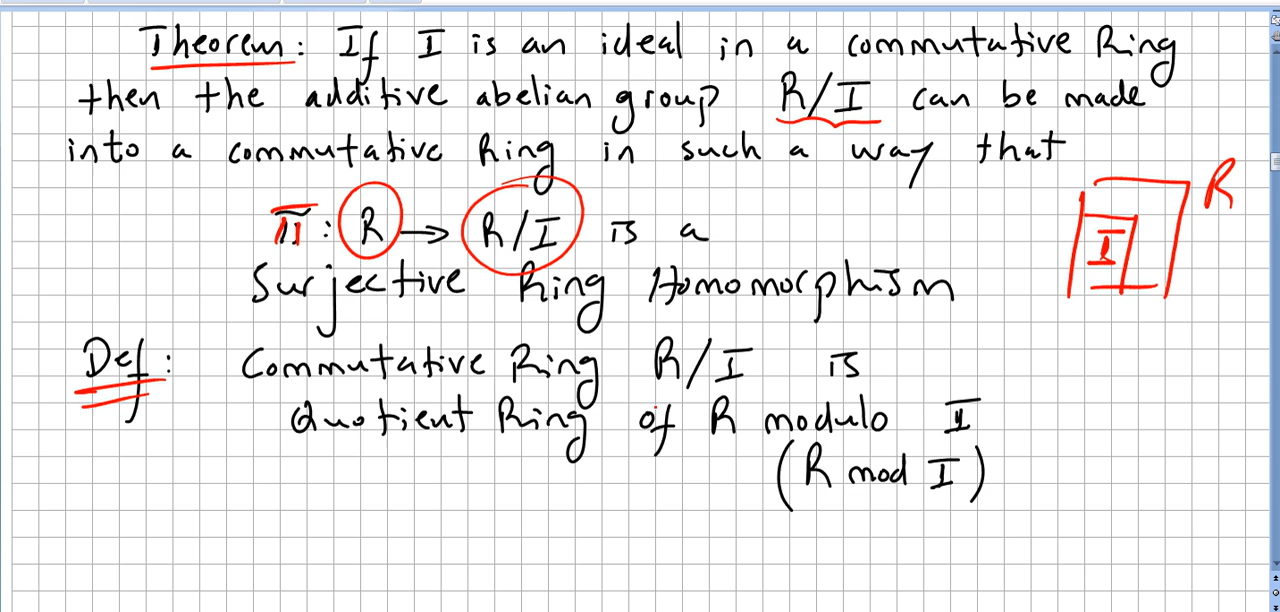 Theorem: If I is an ideal in a commutative Ring
then the additive abelian group R/I can be made
into a commutative Ring in such a way that
π: R → R/I is a
Surjective Ring Homomorphism
R
I
Def: Commutative Ring R/I is
Quotient Ring of R modulo I
(R mod I)